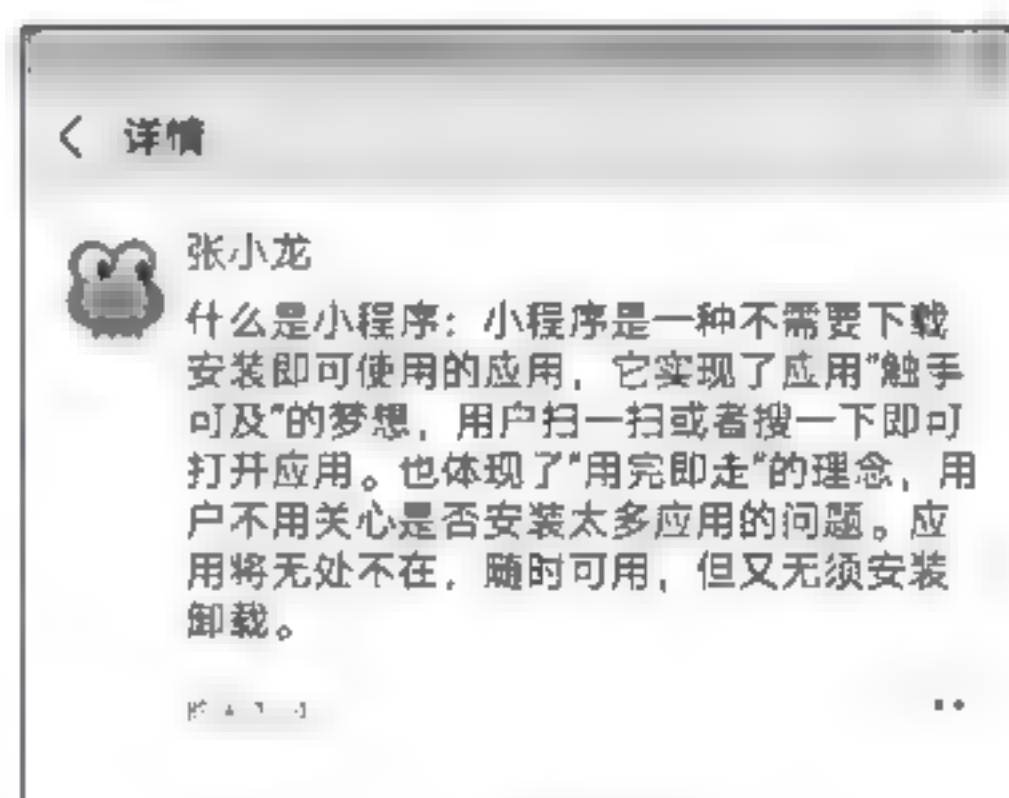 详情
张小龙
什么是小程序：小程序是一种不需要下载
安装即可使用的应用，它实现了应用"触手
可及"的梦想，用户扫一扫或者搜一下即可
打开应用。也体现了"用完即走"的理念，用
户不用关心是否安装太多应用的问题。应
用将无处不在，随时可用，但又无须安装
卸载。